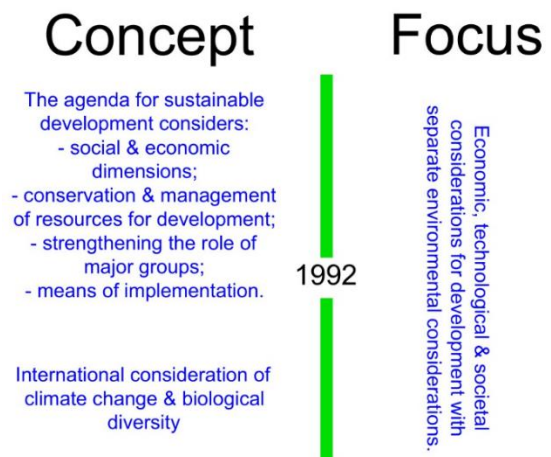 Concept
Focus
The agenda for sustainable
development considers:
- social & economic
dimensions;
- conservation & management
of resources for development;
- strengthening the role of
major groups;
- means of implementation.
1992
International consideration of
climate change & biological
diversity
Economic, technological & societal
considerations for development with
separate environmental considerations.